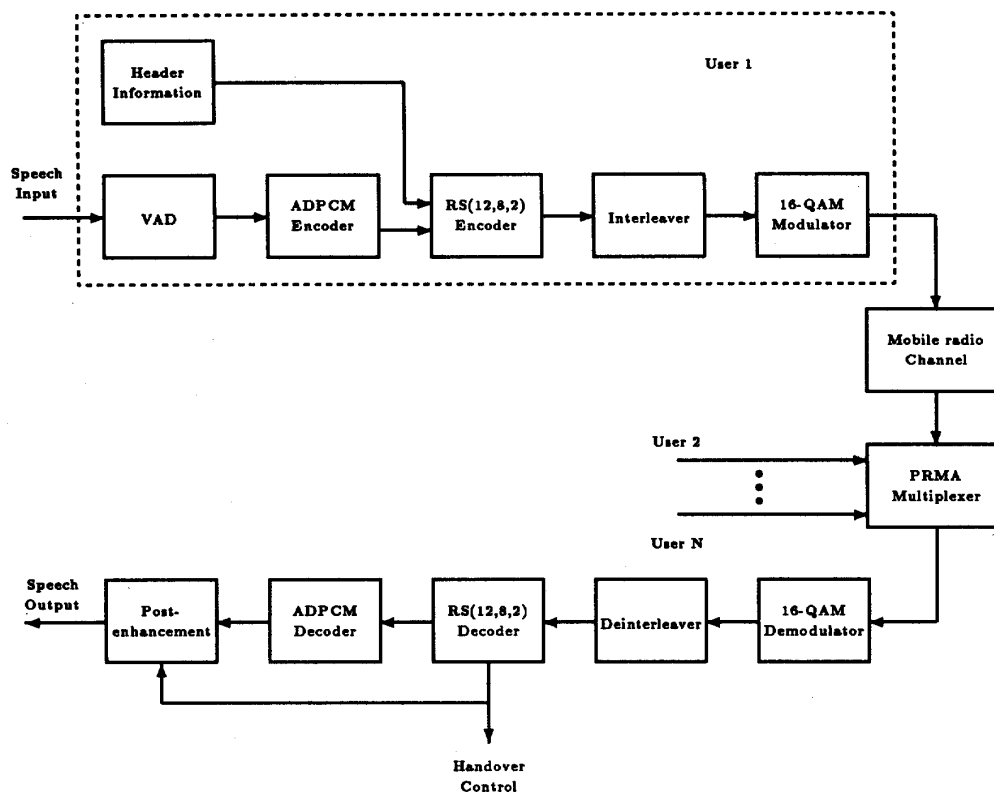 Header
Information
User 1
Speech
Input
VAD
ADPCM
Encoder
RS(12,8,2)
Encoder
Interleaver
16-QAM
Modulator
Mobile radio
Channel
User 2
PRMA
Multiplexer
User N
Speech
Output
Post-
enhancement
ADPCM
Decoder
RS(12,8,2)
Decoder
Deinterleaver
16-QAM
Demodulator
Handover
Control